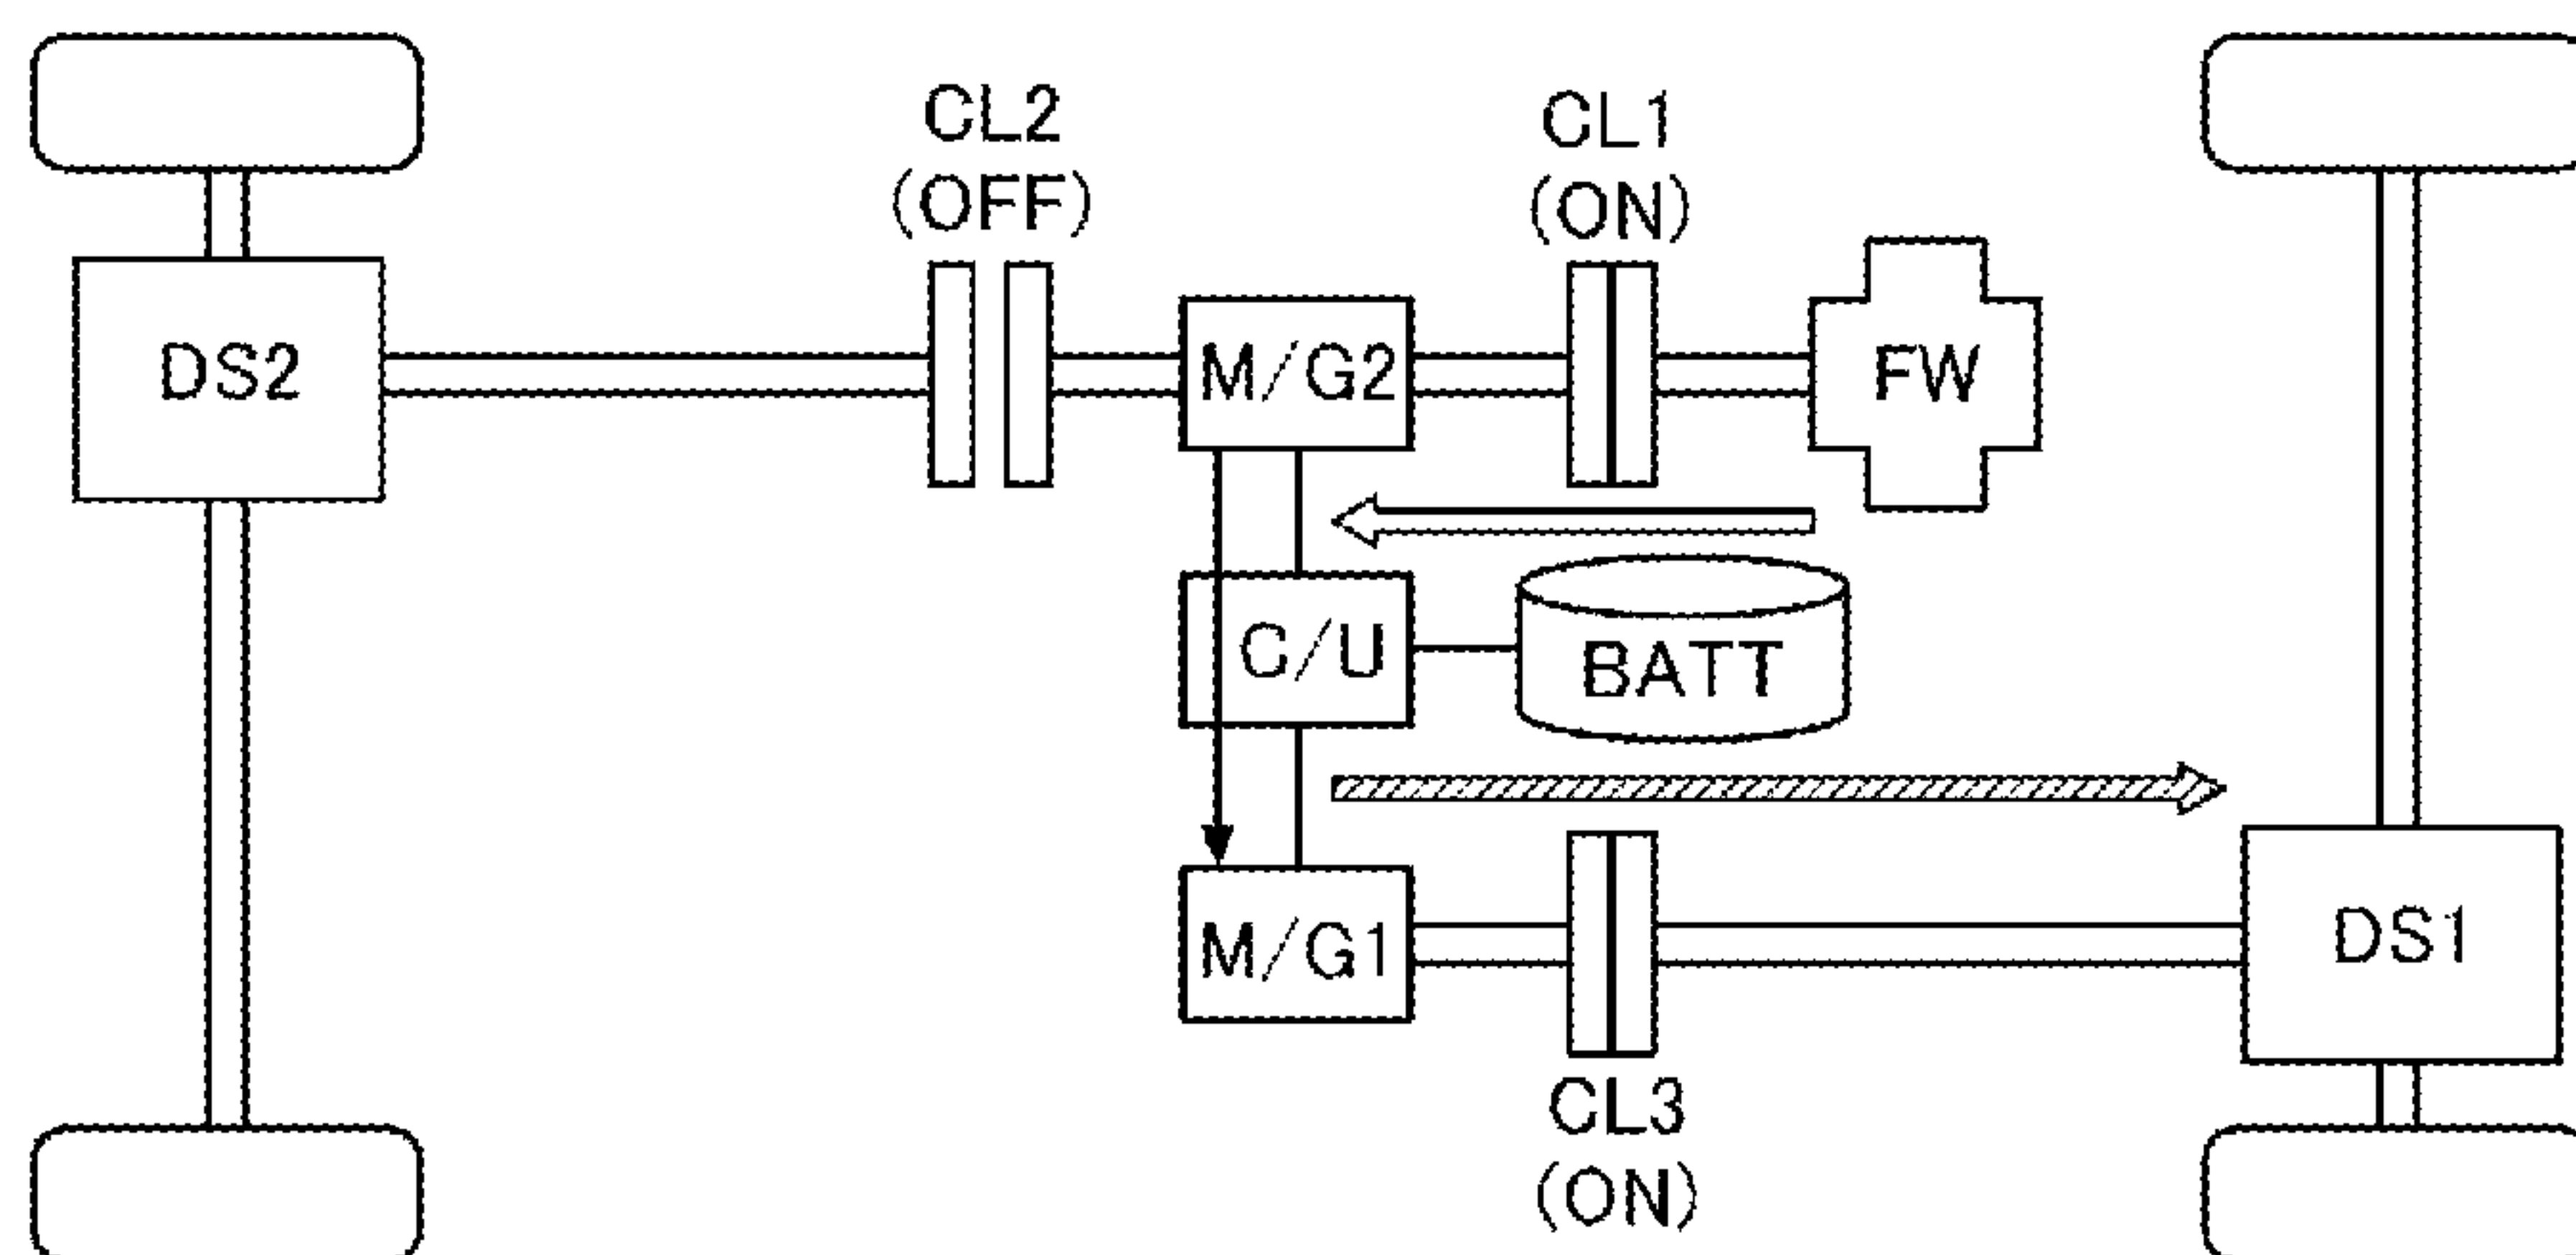 CL2
(OFF)
CL1
(ON)
DS2
M/G2
FW
C/U
BATT
M/G1
DS1
CL3
(ON)